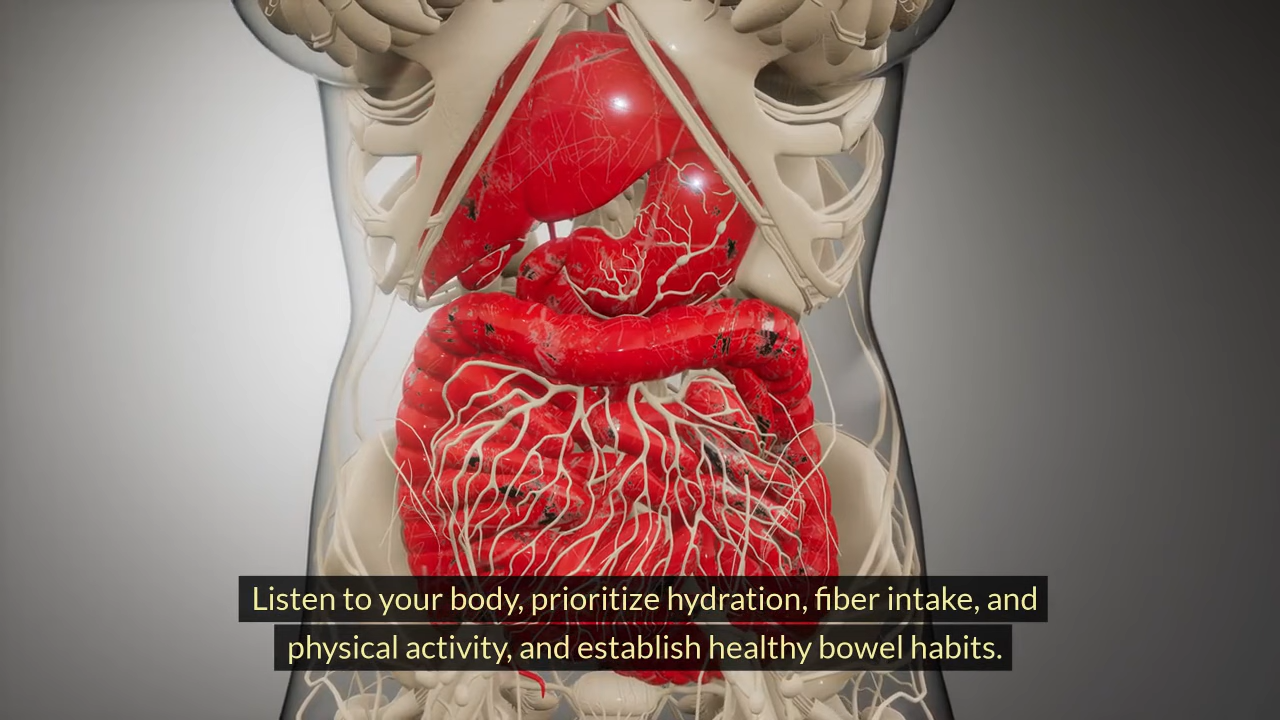 Listen to your body, prioritize hydration, fiber intake, and
physical activity, and establish healthy bowel habits.